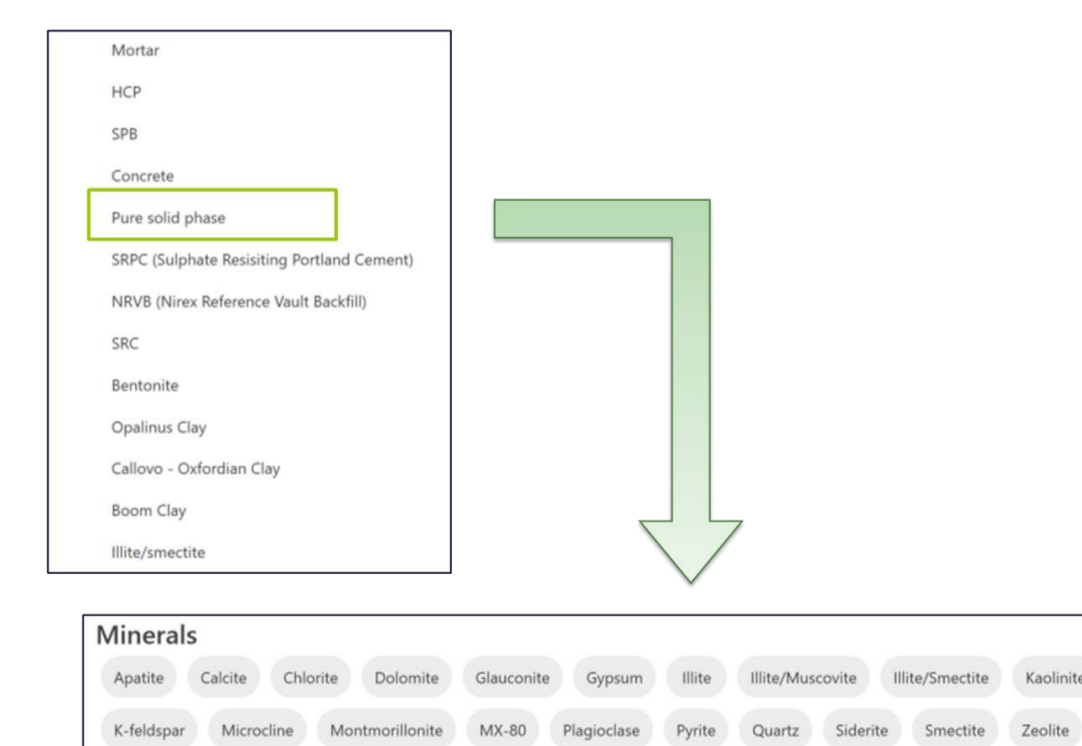 Mortar
HCP
SPB
Concrete
Pure solid phase
SRPC (Sulphate Resisiting Portland Cement)
NRVB (Nirex Reference Vault Backfill)
SRC
Bentonite
Opalinus Clay
Callovo - Oxfordian Clay
Boom Clay
Illite/smectite
Minerals
Apatite Calcite Chlorite Dolomite Glauconite Gypsum Illite Illite/Muscovite Illite/Smectite Kaolinite
K-feldspar Microcline Montmorillonite MX-80 Plagioclase Pyrite Quartz Siderite Smectite Zeolite